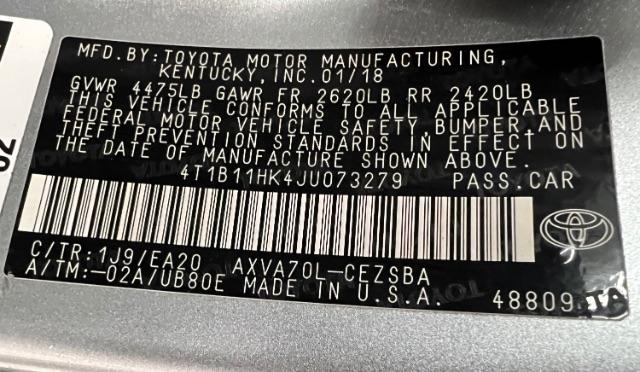 MFD.BY:TOYOTA MOTOR MANUFACTURING,
KENTUCKY,INC.01/18
GVWR 4475LB GAWR FR 2620LB RR 2420LB
THIS VEHICLE CONFORMS TO ALL APPLICABLE
FEDERAL MOTOR VEHICLE SAFETY,BUMPER,AND
THEFT PREVENTION STANDARDS IN EFFECT ON
THE DATE OF MANUFACTURE SHOWN ABOVE.
4T1B11HK4JU073279 PASS.CAR
C/TR:1J9/EA20 AXVA70L-CEZSBA
A/TM:-02A/UB80E MADE IN U.S.A. 48809
02